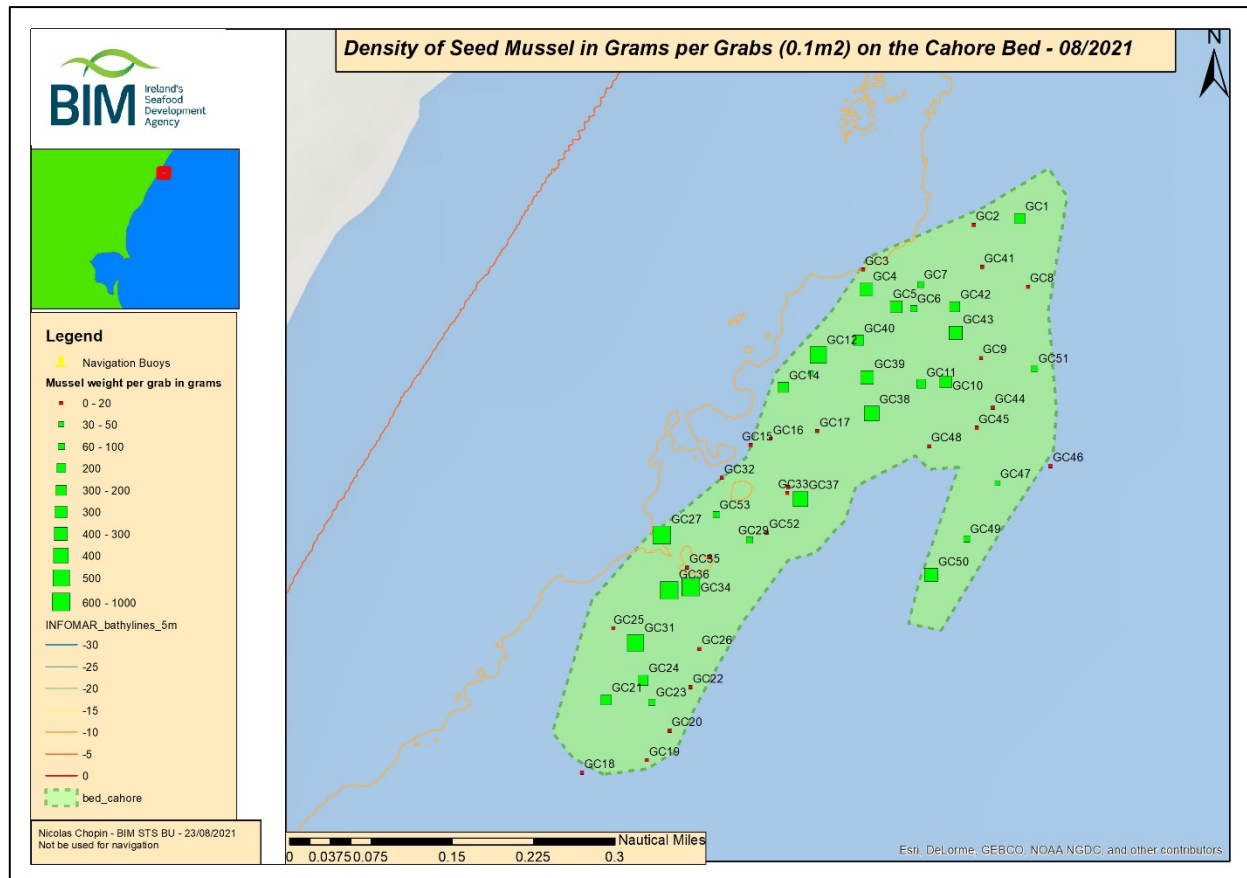 Density of Seed Mussel in Grams per Grabs (0.1m2) on the Cahore Bed - 08/2021
N
BIM
Ireland's
Seafood
Development
Agency
Legend
Navigation Buoys
Mussel weight per grab in grams
0 - 20
30 - 50
60 - 100
200
300 - 200
300
400 - 300
400
500
600 - 1000
INFOMAR_bathylines_5m
-30
-25
-20
-15
-10
-5
0
bed_cahore
Nicolas Chopin - BIM STS BU - 23/08/2021
Not be used for navigation
GC1
GC2
GC41
GC3
GC8
GC4
GC7
GC5
GC6
GC42
GC43
GC40
GC12
GC9
GC51
GC39
GC11
GC10
GC14
GC44
GC38
GC45
GC17
GC16
GC15
GC48
GC46
GC32
GC47
GC33
GC37
GC53
GC27
GC52
GC29
GC49
GC35
GC50
GC36
GC34
GC25
GC31
GC26
GC24
GC22
GC21
GC23
GC20
GC19
GC18
Nautical Miles
0 0.0375 0.075 0.15 0.225 0.3
Esri, DeLorme, GEBCO, NOAA NGDC, and other contributors